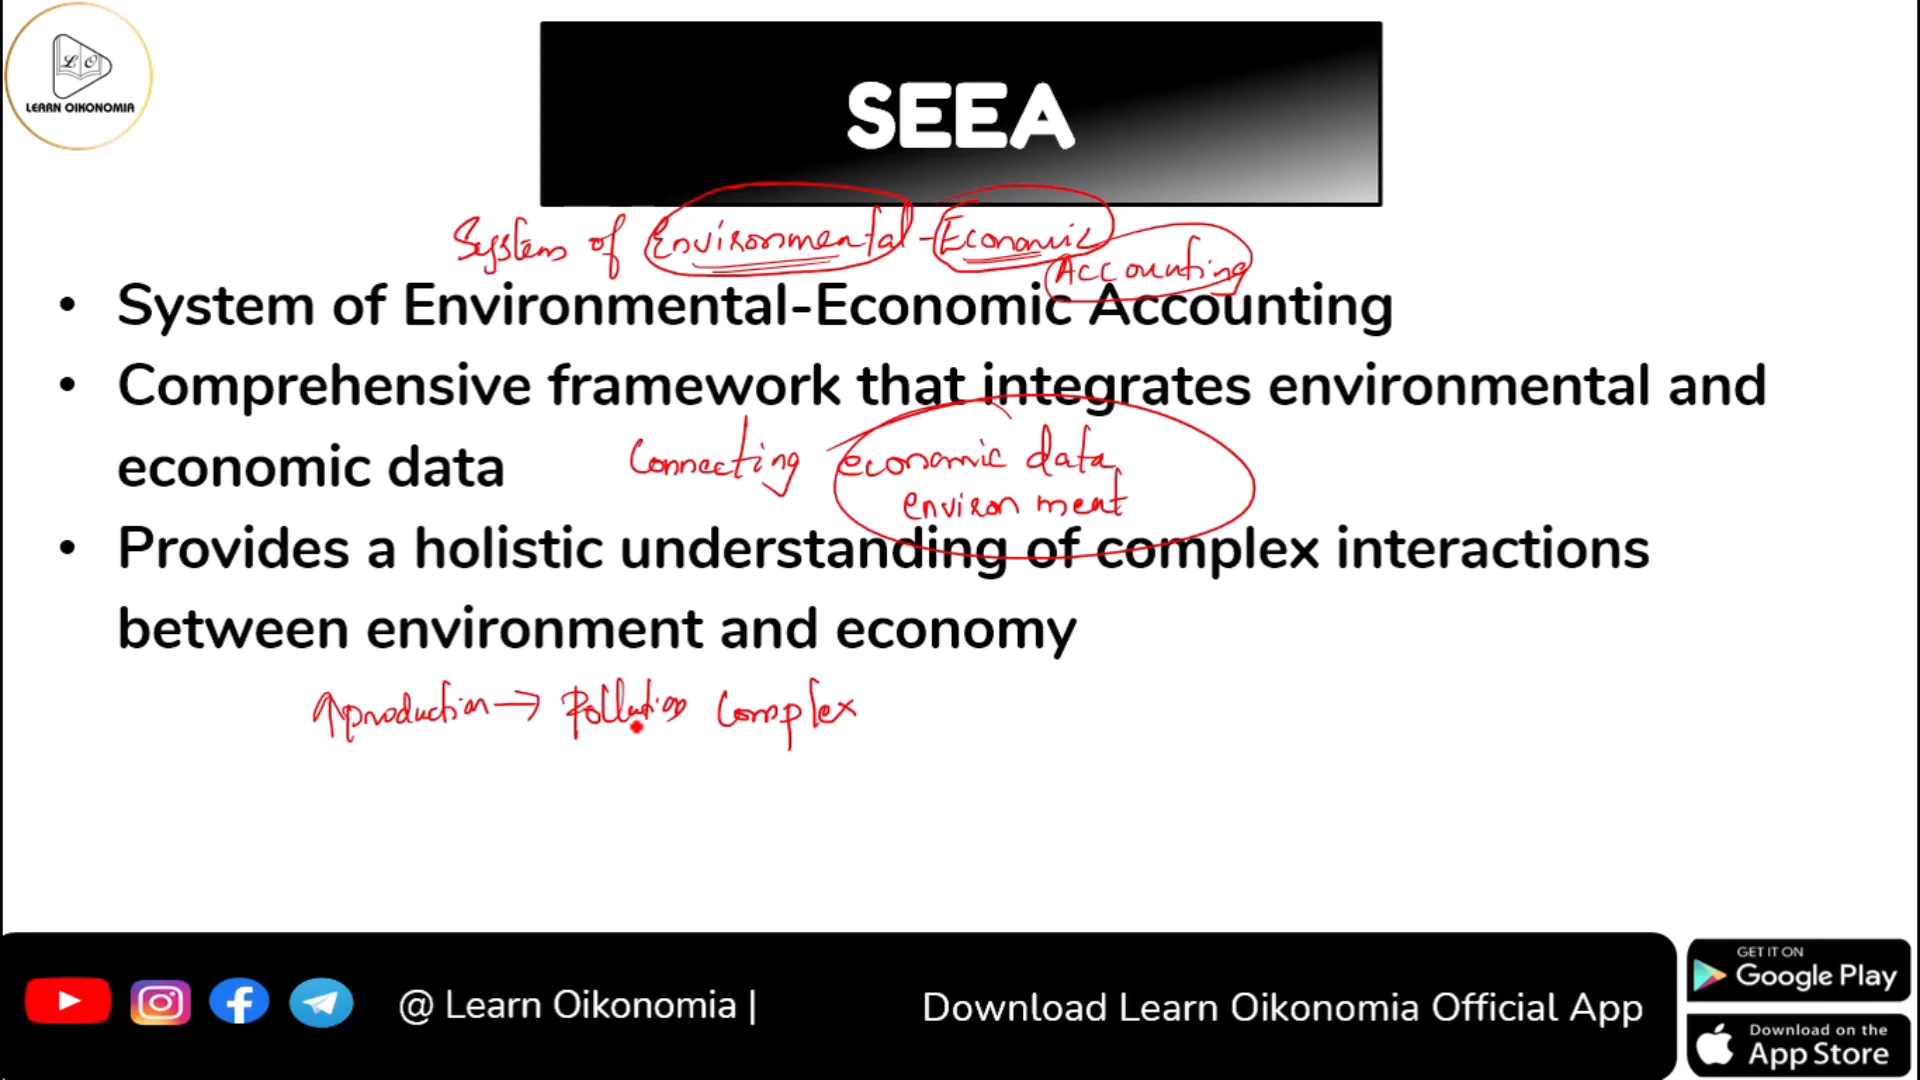 LO
LEARN OIKONOMIA
SEEA
System of Environmental-Economic
Accounting
• System of Environmental-Economic Accounting
• Comprehensive framework that integrates environmental and
economic data
Connecting economic data
environment
• Provides a holistic understanding of complex interactions
between environment and economy
↑production → Pollution Complex
@ Learn Oikonomia |
Download Learn Oikonomia Official App
GET IT ON
Google Play
Download on the
App Store